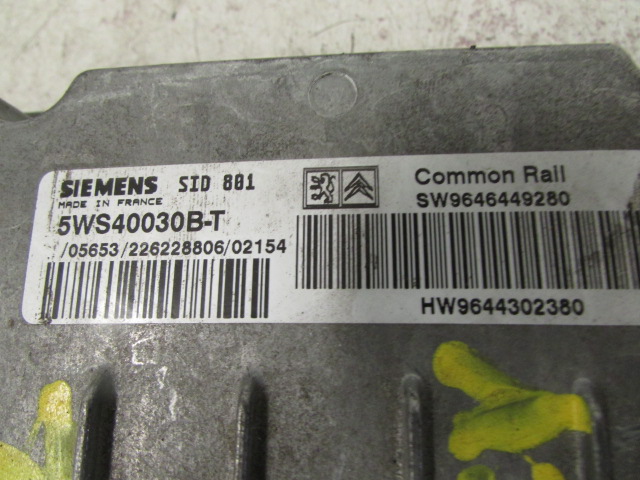 SIEMENS SID 801
MADE IN FRANCE
5WS40030B-T
/05653/226228806/02154
Common Rail
SW9646449280
HW9644302380